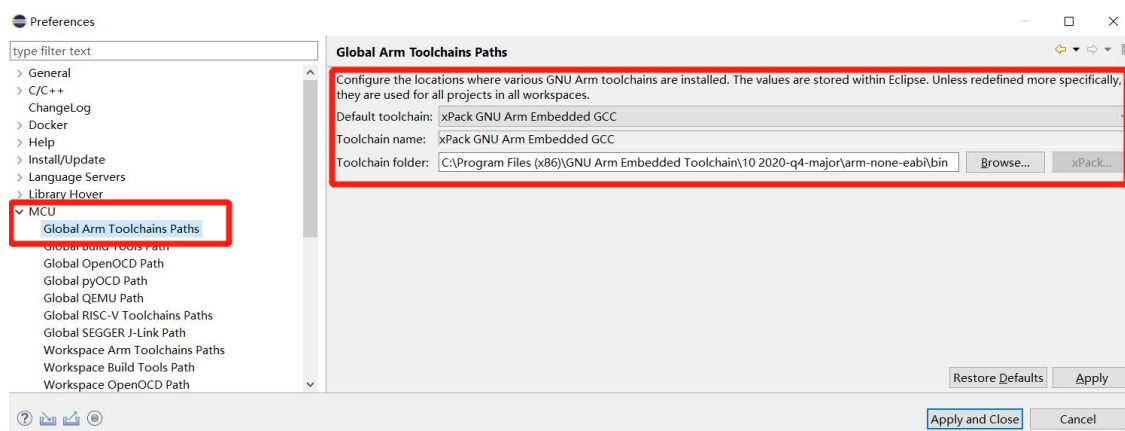 Preferences
type filter text
General
C/C++
ChangeLog
Docker
Help
Install/Update
Language Servers
Library Hover
MCU
Global Arm Toolchains Paths
Global Build Tools Path
Global OpenOCD Path
Global pyOCD Path
Global QEMU Path
Global RISC-V Toolchains Paths
Global SEGGER J-Link Path
Workspace Arm Toolchains Paths
Workspace Build Tools Path
Workspace OpenOCD Path
Global Arm Toolchains Paths
Configure the locations where various GNU Arm toolchains are installed. The values are stored within Eclipse. Unless redefined more specifically,
they are used for all projects in all workspaces.
Default toolchain: xPack GNU Arm Embedded GCC
Toolchain name: xPack GNU Arm Embedded GCC
Toolchain folder: C:\Program Files (x86)\GNU Arm Embedded Toolchain\10 2020-q4-major\arm-none-eabi\bin Browse... xPack...
Restore Defaults Apply
Apply and Close Cancel